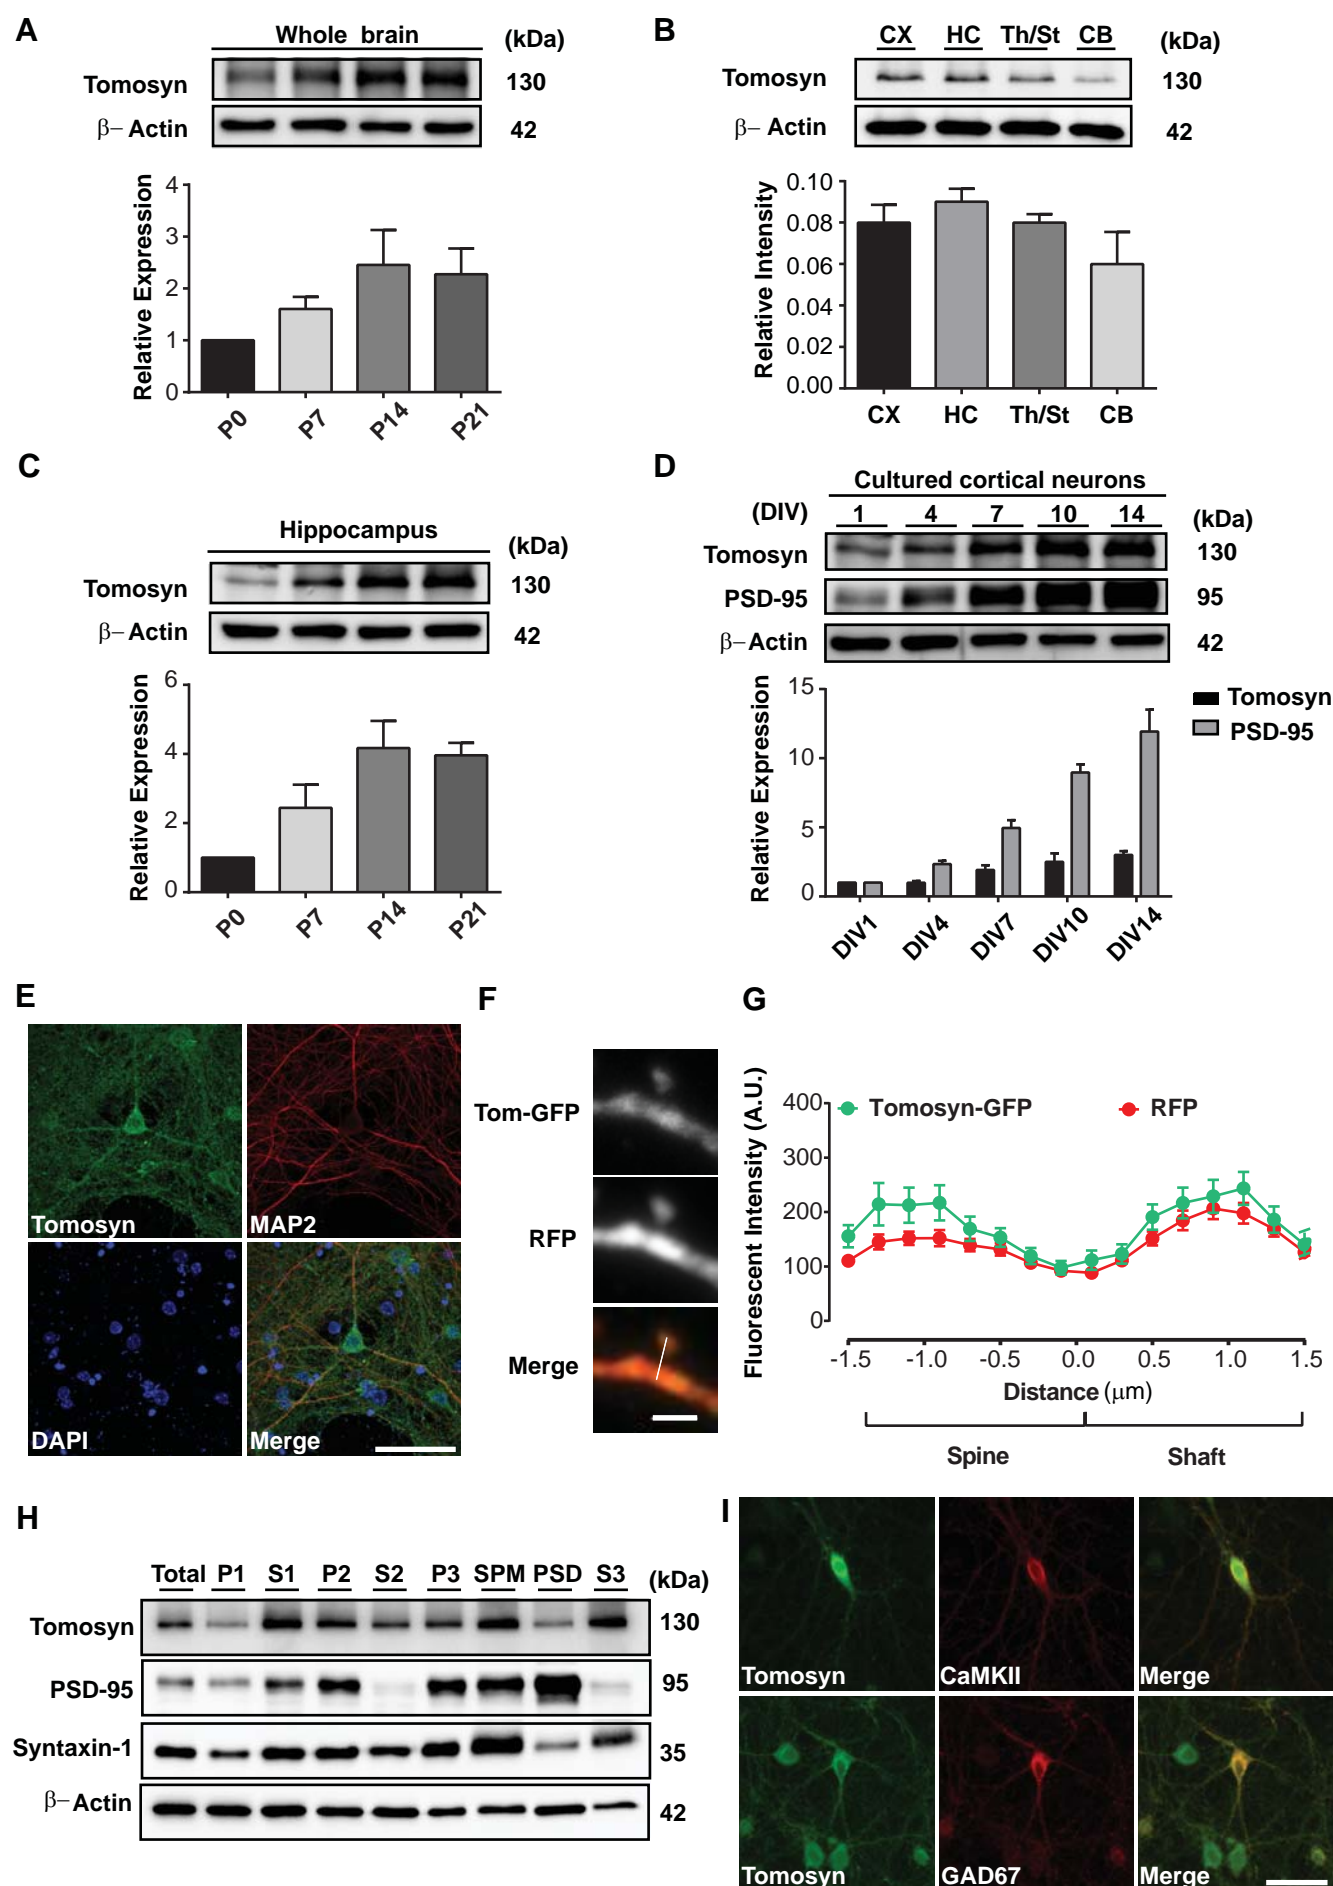 A
Whole brain
(kDa)
Tomosyn
130
β– Actin
42
Relative Expression
4
3
2
1
0
P0
P7
P14
P21
B
CX HC Th/St CB
(kDa)
Tomosyn
130
β– Actin
42
Relative Intensity
0.10
0.08
0.06
0.04
0.02
0.00
CX HC Th/St CB
C
Hippocampus
(kDa)
Tomosyn
130
β– Actin
42
Relative Expression
6
4
2
0
P0
P7
P14
P21
D
Cultured cortical neurons
(DIV) 1 4 7 10 14
(kDa)
Tomosyn
130
PSD-95
95
β–Actin
42
Relative Expression
15
10
5
0
Tomosyn
PSD-95
DIV1
DIV4
DIV7
DIV10
DIV14
E
Tomosyn
MAP2
DAPI
Merge
F
Tom-GFP
RFP
Merge
G
Fluorescent Intensity (A.U.)
400
300
200
100
0
Tomosyn-GFP
RFP
-1.5 -1.0 -0.5 0.0 0.5 1.0 1.5
Distance (μm)
Spine
Shaft
H
Total P1 S1 P2 S2 P3 SPM PSD S3
(kDa)
Tomosyn
130
PSD-95
95
Syntaxin-1
35
β– Actin
42
I
Tomosyn
CaMKII
Merge
Tomosyn
GAD67
Merge